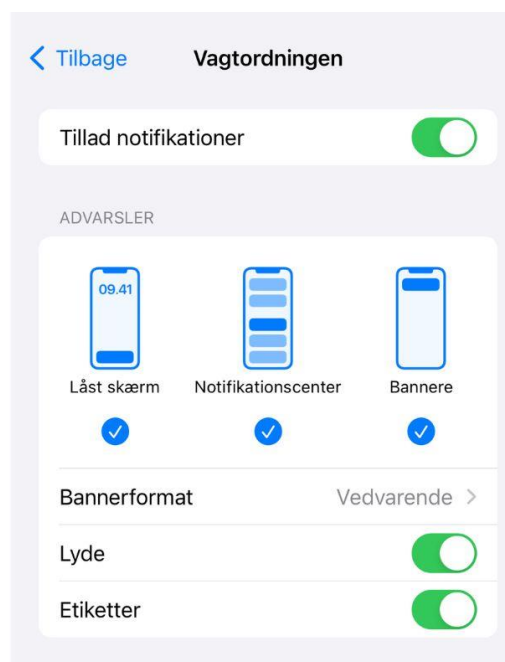 Tilbage
Vagtordningen
Tillad notifikationer
ADVARSLER
09.41
Låst skærm
Notifikationscenter
Bannere
Bannerformat
Vedvarende
Lyde
Etiketter